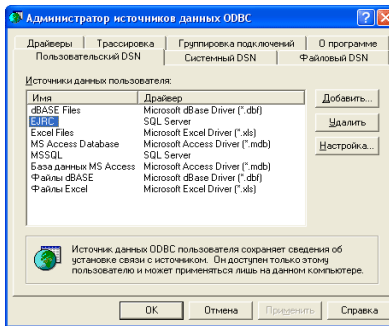 Администратор источников данных ODBC
Драйверы Трассировка Группировка подключений О программе
Пользовательский DSN Системный DSN Файловый DSN
Источники данных пользователя:
Имя Драйвер
dBASE Files Microsoft dBase Driver (*.dbf)
EJRC SQL Server
Excel Files Microsoft Excel Driver (*.xls)
MS Access Database Microsoft Access Driver (*.mdb)
MSSQL SQL Server
База данных MS Access Microsoft Access Driver (*.mdb)
Файлы dBASE Microsoft dBase Driver (*.dbf)
Файлы Excel Microsoft Excel Driver (*.xls)
Добавить...
Удалить
Настройка...
Источник данных ODBC пользователя сохраняет сведения об
установке связи с источником. Он доступен только этому
пользователю и может применяться лишь на данном компьютере.
OK Отмена Применить Справка